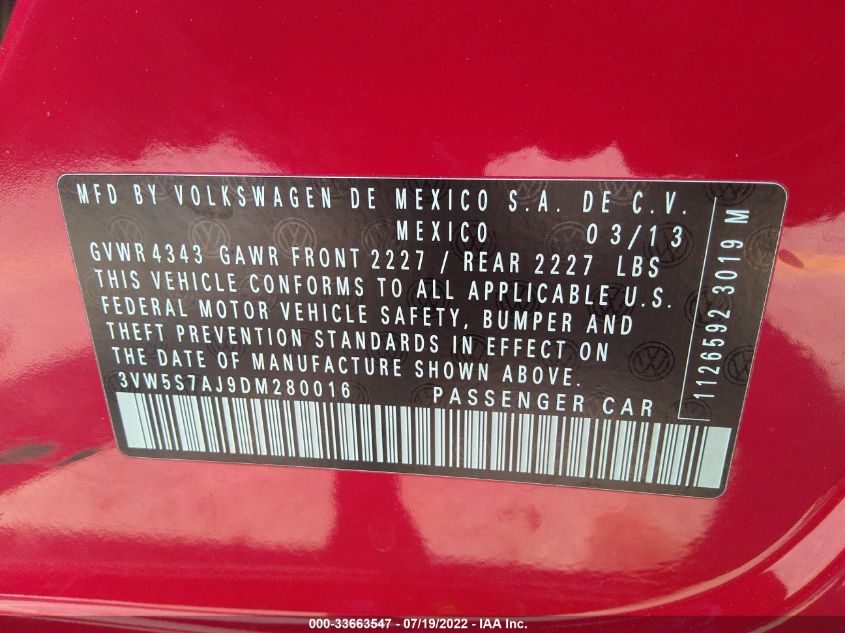 MFD BY VOLKSWAGEN DE MEXICO S.A. DE C.V.
MEXICO 03/13
GVWR 4343 GAWR FRONT 2227 / REAR 2227 LBS
THIS VEHICLE CONFORMS TO ALL APPLICABLE U.S.
FEDERAL MOTOR VEHICLE SAFETY, BUMPER AND
THEFT PREVENTION STANDARDS IN EFFECT ON
THE DATE OF MANUFACTURE SHOWN ABOVE.
3VW5S7AJ9DM280016 PASSENGER CAR
1126592 3019 M
000-33663547 - 07/19/2022 - IAA Inc.